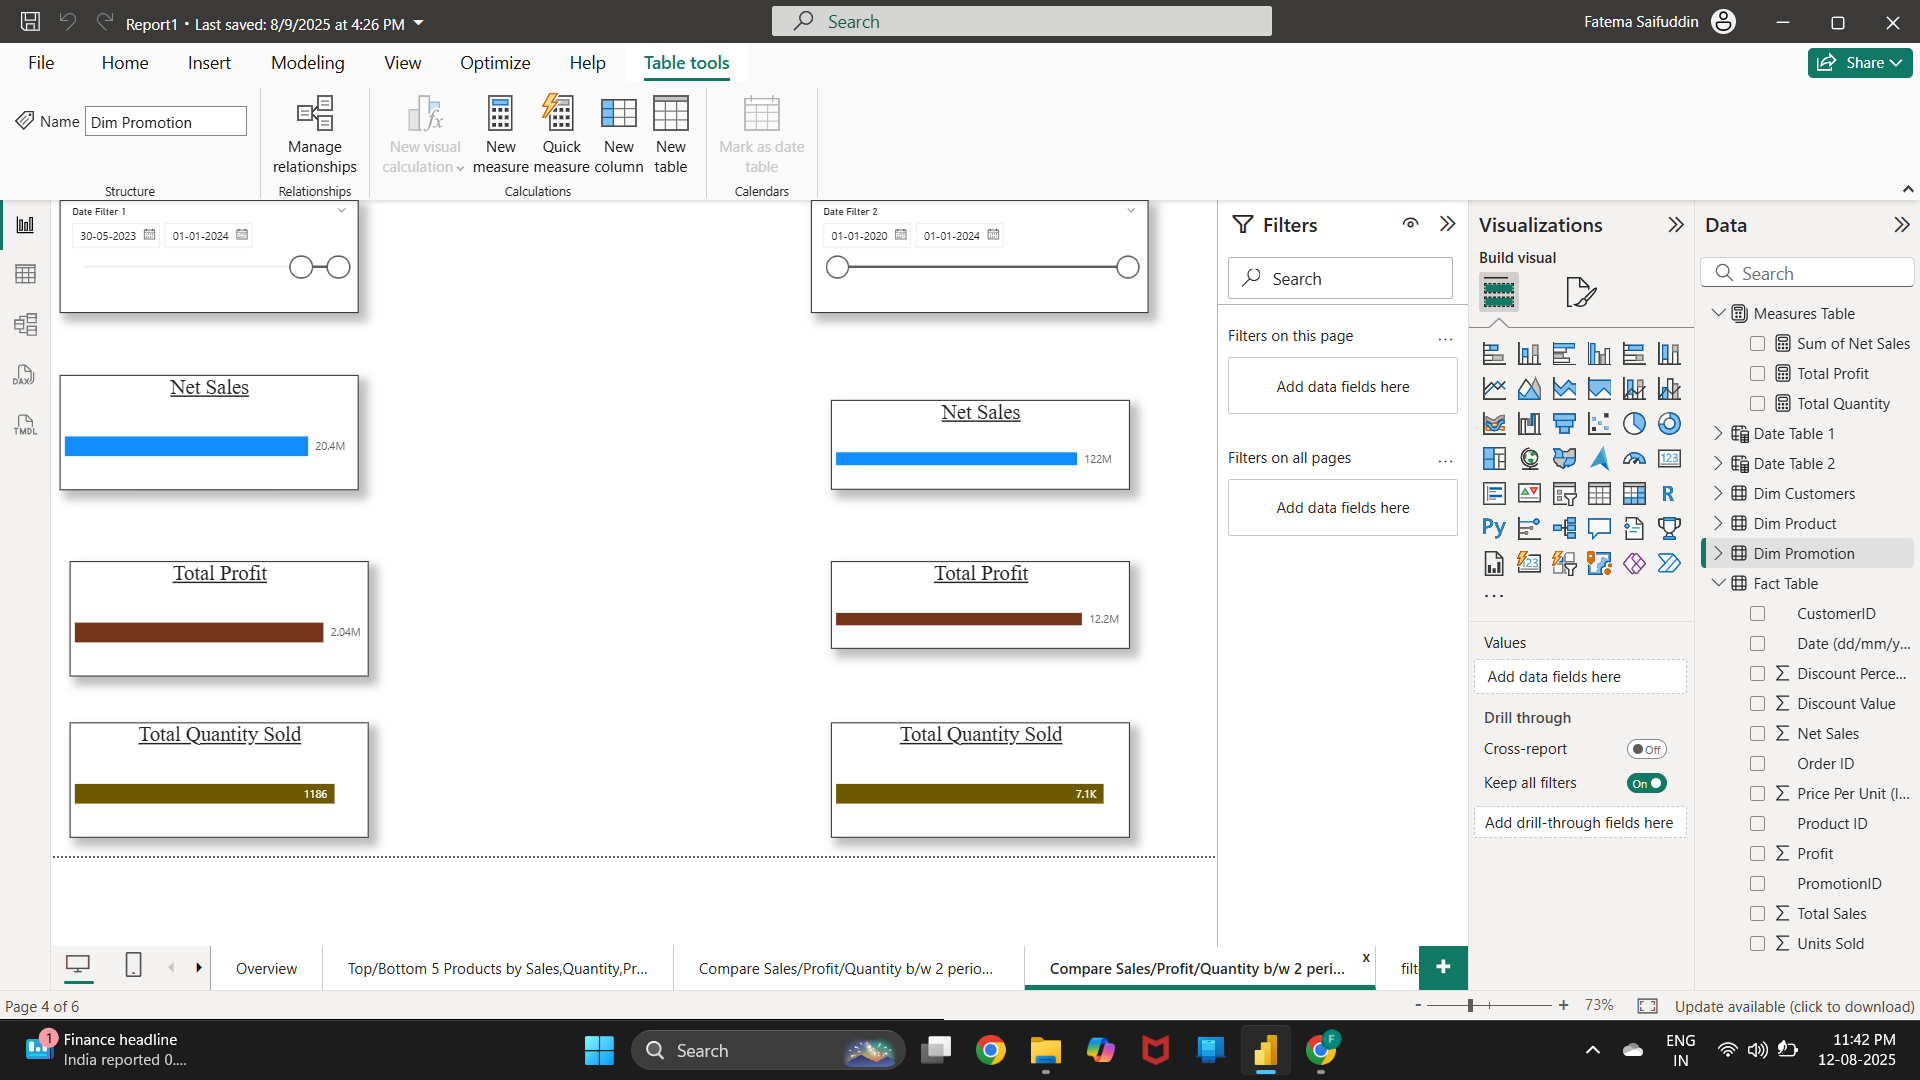 Report1 • Last saved: 8/9/2025 at 4:26 PM
Search
Fatema Saifuddin
File
Home
Insert
Modeling
View
Optimize
Help
Table tools
Share
Name
Dim Promotion
Structure
Manage
relationships
Relationships
New visual
calculation
New
measure
Quick
measure
New
column
New
table
Calculations
Mark as date
table
Calendars
DAX
TMDL
Date Filter 1
30-05-2023
01-01-2024
Date Filter 2
01-01-2020
01-01-2024
Net Sales
20.4M
Net Sales
122M
Total Profit
2.04M
Total Profit
12.2M
Total Quantity Sold
1186
Total Quantity Sold
7.1K
Filters
Search
Filters on this page
...
Add data fields here
Filters on all pages
...
Add data fields here
Visualizations
Build visual
123
R
Py
123
...
Values
Add data fields here
Drill through
Cross-report
Off
Keep all filters
On
Add drill-through fields here
Data
Search
Measures Table
Sum of Net Sales
Total Profit
Total Quantity
Date Table 1
Date Table 2
Dim Customers
Dim Product
Dim Promotion
Fact Table
CustomerID
Date (dd/mm/y...
Discount Perce...
Discount Value
Net Sales
Order ID
Price Per Unit (I...
Product ID
Profit
PromotionID
Total Sales
Units Sold
Overview
Top/Bottom 5 Products by Sales,Quantity,Pr...
Compare Sales/Profit/Quantity b/w 2 perio...
Compare Sales/Profit/Quantity b/w 2 peri...
x
filt
+
Page 4 of 6
- + 73%
Update available (click to download)
1
Finance headline
India reported 0....
Search
F
ENG
IN
11:42 PM
12-08-2025